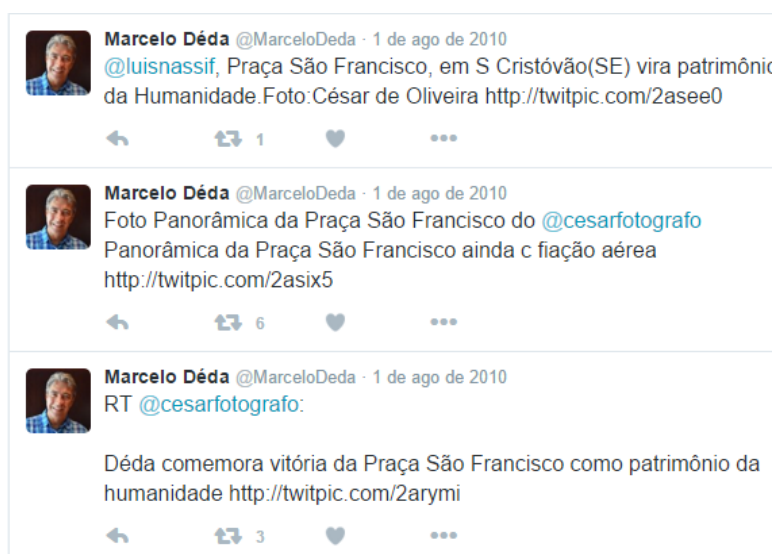 Marcelo Déda @MarceloDeda · 1 de ago de 2010
@luisnassif, Praça São Francisco, em S Cristóvão(SE) vira patrimônio
da Humanidade.Foto:César de Oliveira http://twitpic.com/2asee0
1
Marcelo Déda @MarceloDeda · 1 de ago de 2010
Foto Panorâmica da Praça São Francisco do @cesarfotografo
Panorâmica da Praça São Francisco ainda c fiação aérea
http://twitpic.com/2asix5
6
Marcelo Déda @MarceloDeda · 1 de ago de 2010
RT @cesarfotografo:
Déda comemora vitória da Praça São Francisco como patrimônio da
humanidade http://twitpic.com/2arymi
3